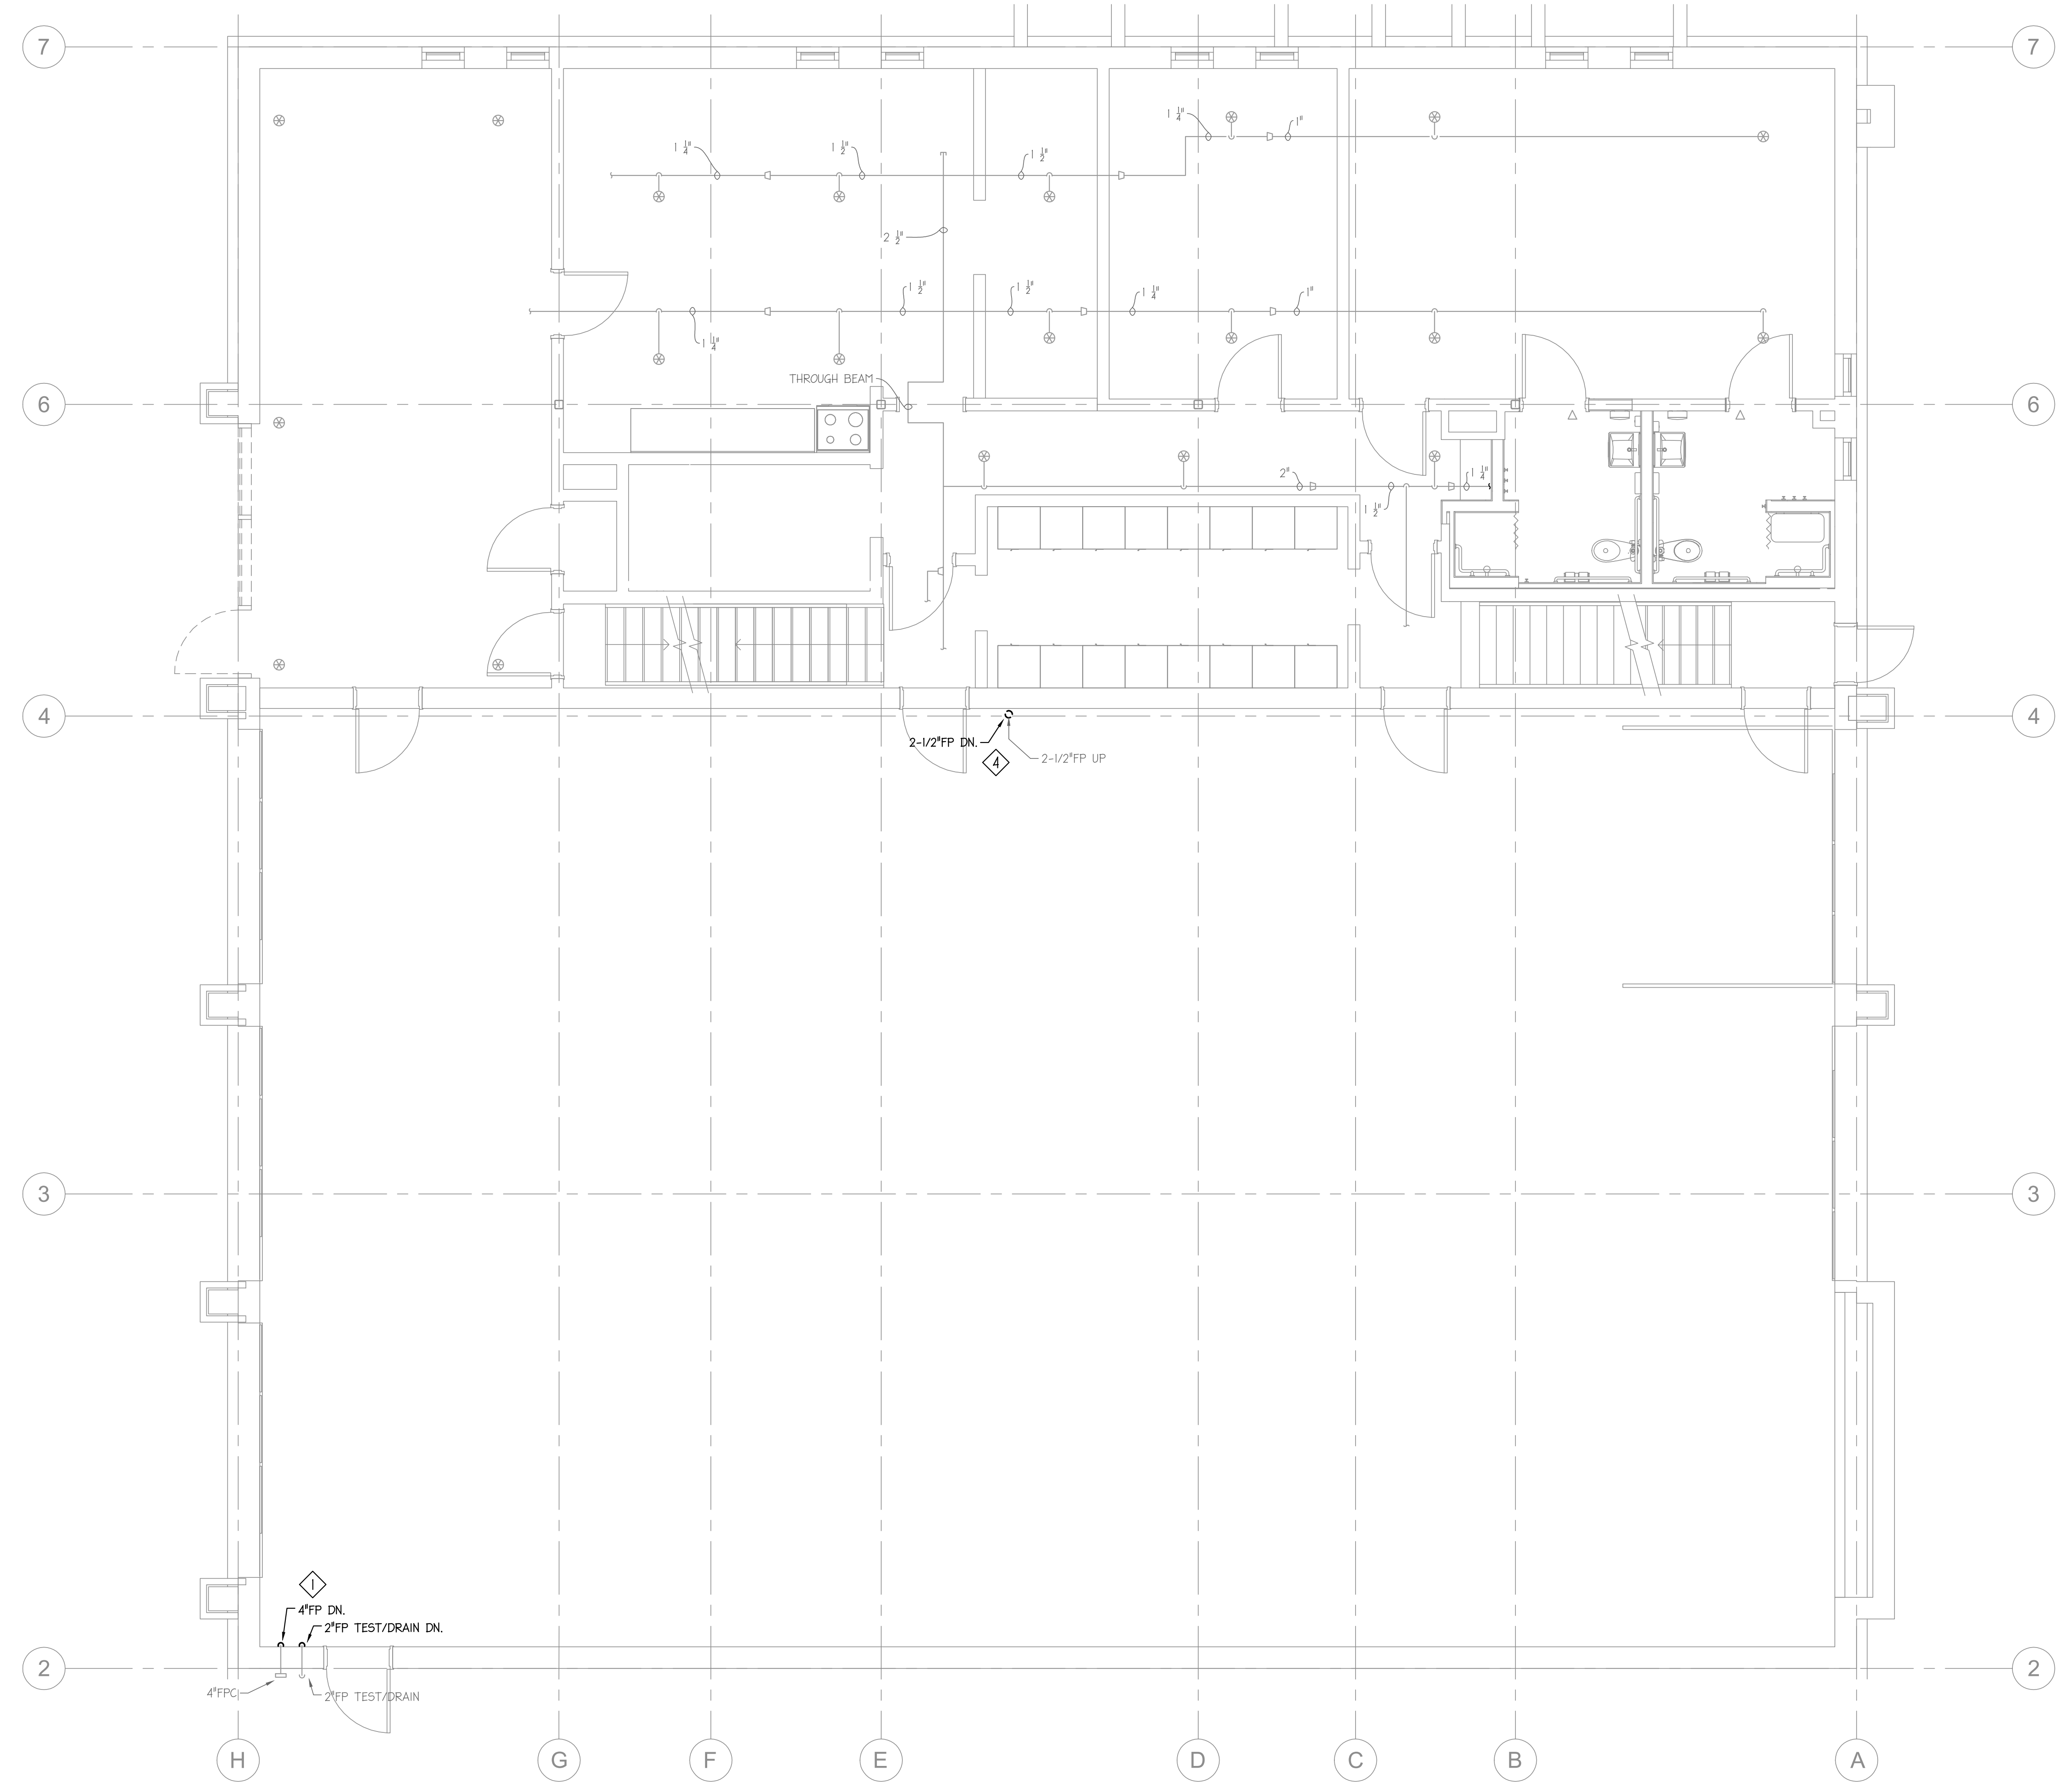 7
7
1 1/4"
1"
1 1/4"
1 1/2"
1 1/2"
2 1/2"
1 1/2"
1 1/2"
1 1/4"
1"
1 1/4"
THROUGH BEAM
6
6
2"
1 1/4"
1 1/2"
4
4
2-1/2"FP DN.
4
2-1/2"FP UP
3
3
1
4"FP DN.
2"FP TEST/DRAIN DN.
2
2
4"FPC
2"FP TEST/DRAIN
H
G
F
E
D
C
B
A